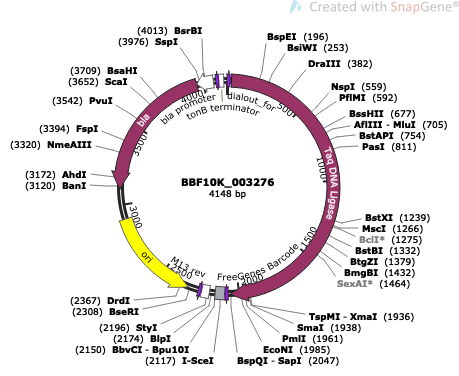 Created with SnapGene®
(4013) BsrBI
(3976) SspI
BspEI (196)
BsiWI (253)
DraIII (382)
(3709) BsaHI
(3652) ScaI
(3542) PvuI
(3394) FspI
(3320) NmeAIII
(3172) AhdI
(3120) BanI
NspI (559)
PflMI (592)
BssHII (677)
AflIII - MluI (705)
BstAPI (754)
PasI (811)
bla promoter
tonB terminator
dialout_for
bla
Taq DNA Ligase
500
1000
1500
2500
3000
3500
4000
BBF10K_003276
4148 bp
BstXI (1239)
MscI (1266)
BclI* (1275)
BstBI (1332)
BtgZI (1379)
BmgBI (1432)
SexAI* (1464)
ori
M13 rev
FreeGenes Barcode
(2367) DrdI
(2308) BseRI
(2196) StyI
(2174) BlpI
(2150) BbvCI - Bpu10I
(2117) I-SceI
TspMI - XmaI (1936)
SmaI (1938)
PmlI (1961)
EcoNI (1985)
BspQI - SapI (2047)